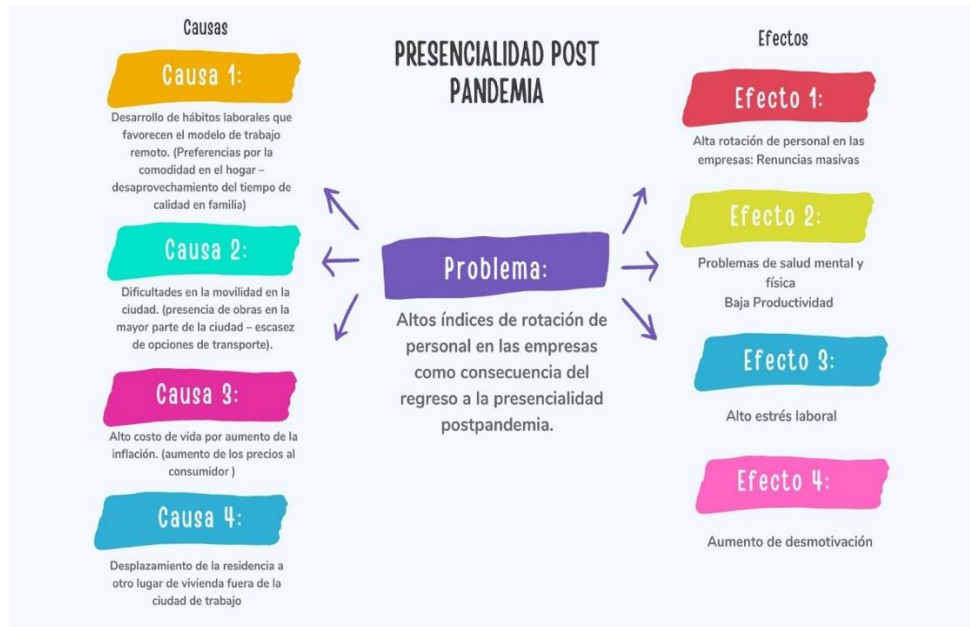 Causas
Causa 1:
Desarrollo de hábitos laborales que
favorecen el modelo de trabajo
remoto. (Preferencias por la
comodidad en el hogar –
desaprovechamiento del tiempo de
calidad en familia)
Causa 2:
Dificultades en la movilidad en la
ciudad. (presencia de obras en la
mayor parte de la ciudad – escasez
de opciones de transporte).
Causa 3:
Alto costo de vida por aumento de la
inflación. (aumento de los precios al
consumidor )
Causa 4:
Desplazamiento de la residencia a
otro lugar de vivienda fuera de la
ciudad de trabajo
PRESENCIALIDAD POST
PANDEMIA
Problema:
Altos índices de rotación de
personal en las empresas
como consecuencia del
regreso a la presencialidad
postpandemia.
Efectos
Efecto 1:
Alta rotación de personal en las
empresas: Renuncias masivas
Efecto 2:
Problemas de salud mental y
física
Baja Productividad
Efecto 3:
Alto estrés laboral
Efecto 4:
Aumento de desmotivación